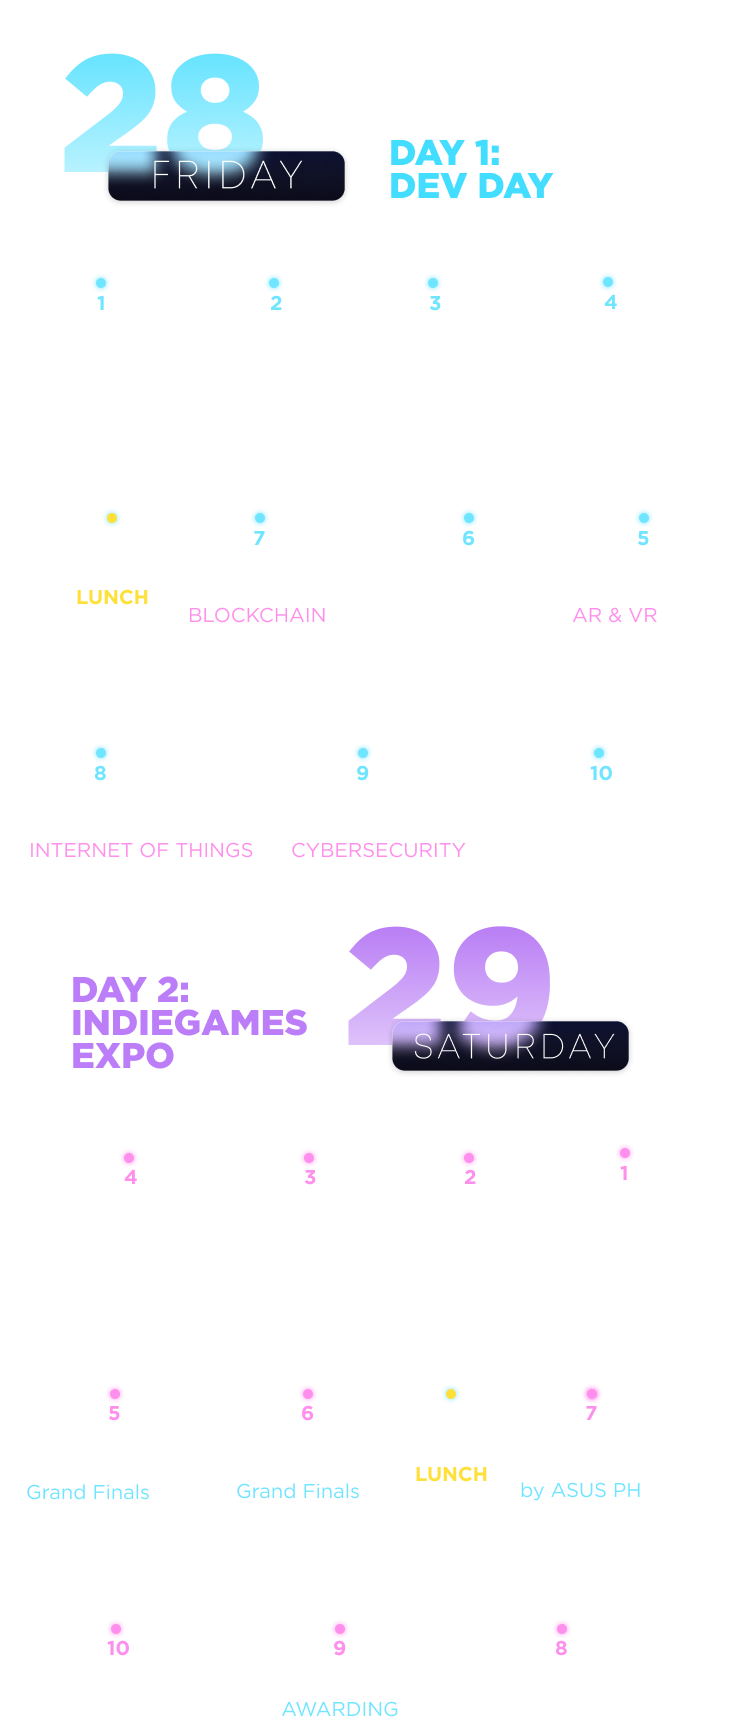 28
FRIDAY
DAY 1:
DEV DAY
1
2
3
4
LUNCH
7
BLOCKCHAIN
6
5
AR & VR
8
INTERNET OF THINGS
9
CYBERSECURITY
10
DAY 2:
INDIEGAMES
EXPO
29
SATURDAY
4
3
2
1
5
Grand Finals
6
Grand Finals
LUNCH
7
by ASUS PH
10
9
AWARDING
8